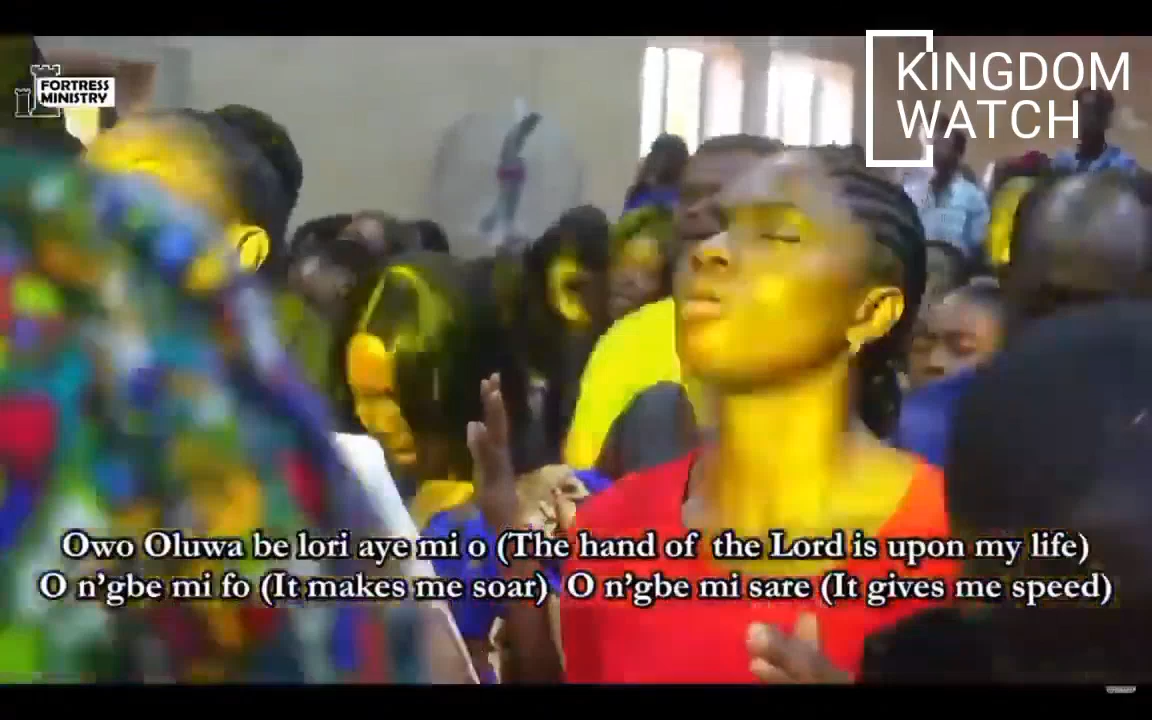 FORTRESS
MINISTRY
KINGDOM
WATCH
Owo Oluwa be lori aye mi o (The hand of the Lord is upon my life)
O n'gbe mi fo (It makes me soar) O n'gbe mi sare (It gives me speed)